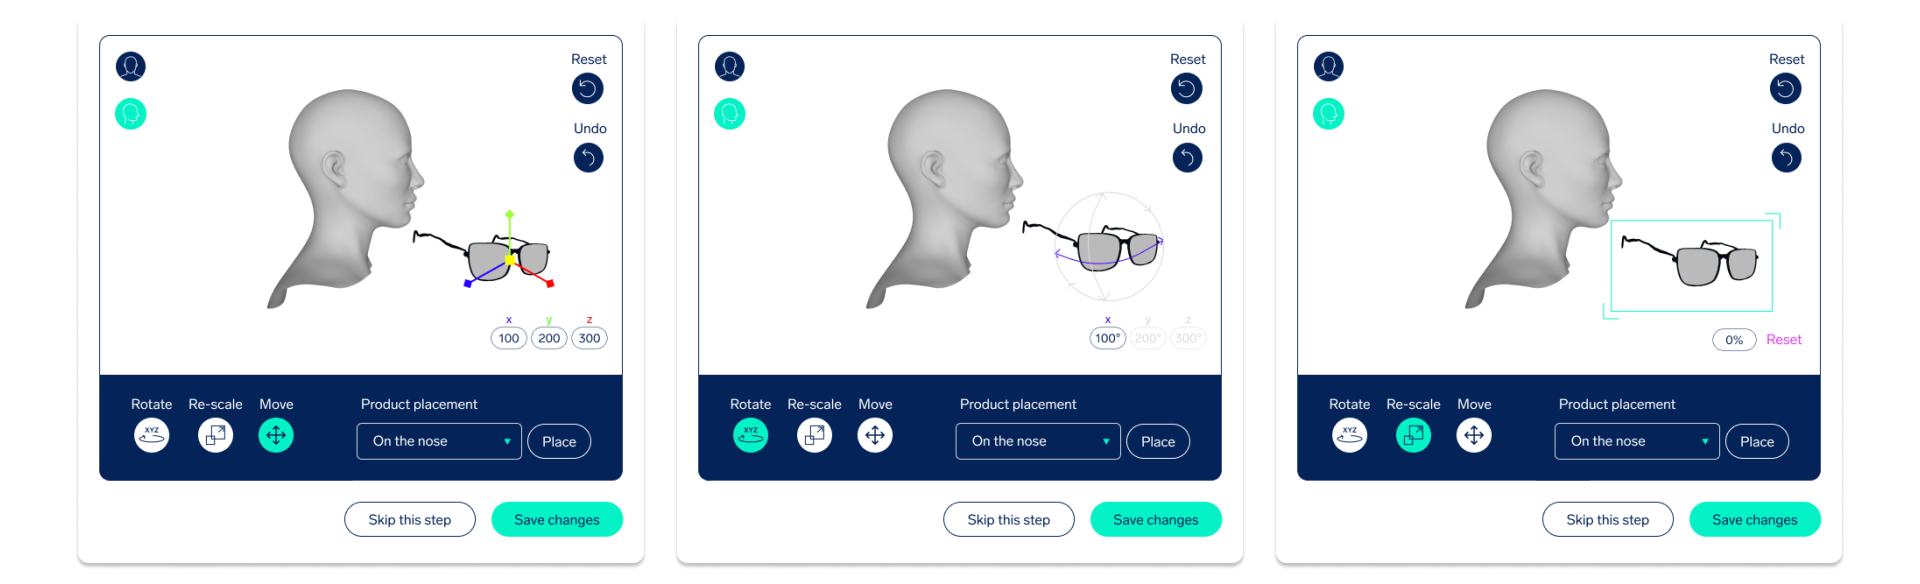 Reset
Undo
x y z
100 200 300
Rotate Re-scale Move Product placement
XYZ
On the nose Place
Skip this step Save changes
Reset
Undo
x y z
100° 200° 300°
Rotate Re-scale Move Product placement
XYZ
On the nose Place
Skip this step Save changes
Reset
Undo
0% Reset
Rotate Re-scale Move Product placement
XYZ
On the nose Place
Skip this step Save changes